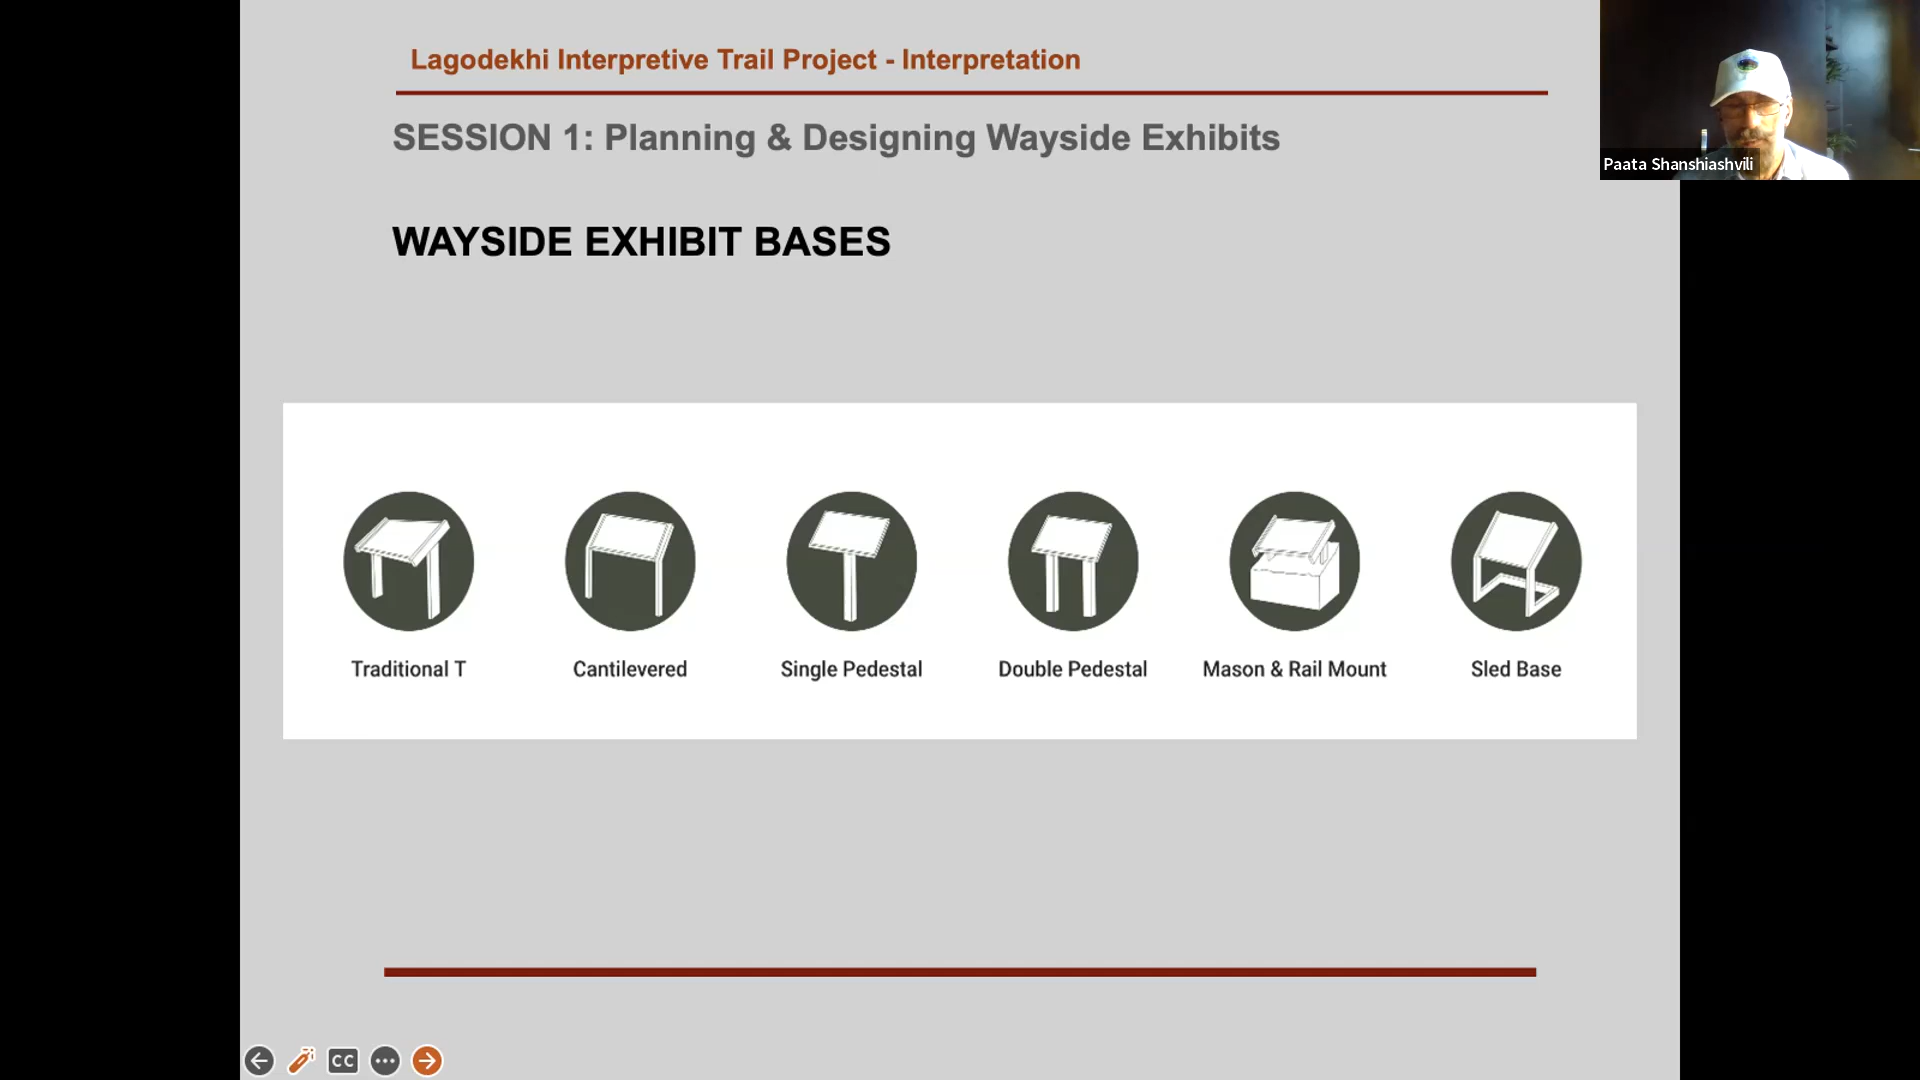 Lagodekhi Interpretive Trail Project - Interpretation
SESSION 1: Planning & Designing Wayside Exhibits
Paata Shanshiashvili
WAYSIDE EXHIBIT BASES
Traditional T
Cantilevered
Single Pedestal
Double Pedestal
Mason & Rail Mount
Sled Base
CC